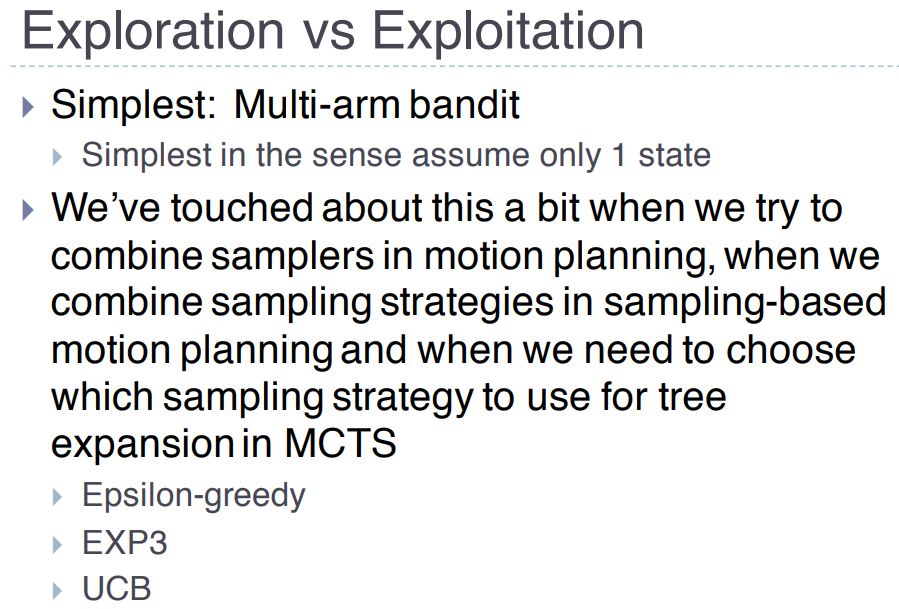 Exploration vs Exploitation
Simplest: Multi-arm bandit
Simplest in the sense assume only 1 state
We've touched about this a bit when we try to
combine samplers in motion planning, when we
combine sampling strategies in sampling-based
motion planning and when we need to choose
which sampling strategy to use for tree
expansion in MCTS
Epsilon-greedy
EXP3
UCB